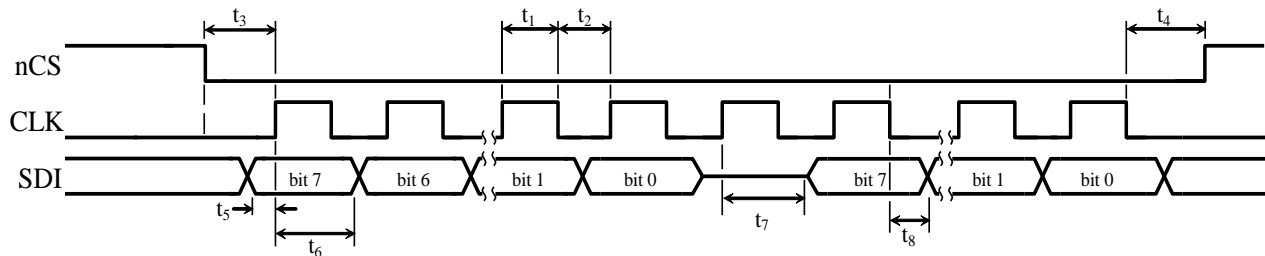 t3 t1 t2 t4
nCS
CLK
SDI bit 7 bit 6 bit 1 bit 0 bit 7 bit 1 bit 0
t5 t6 t7 t8